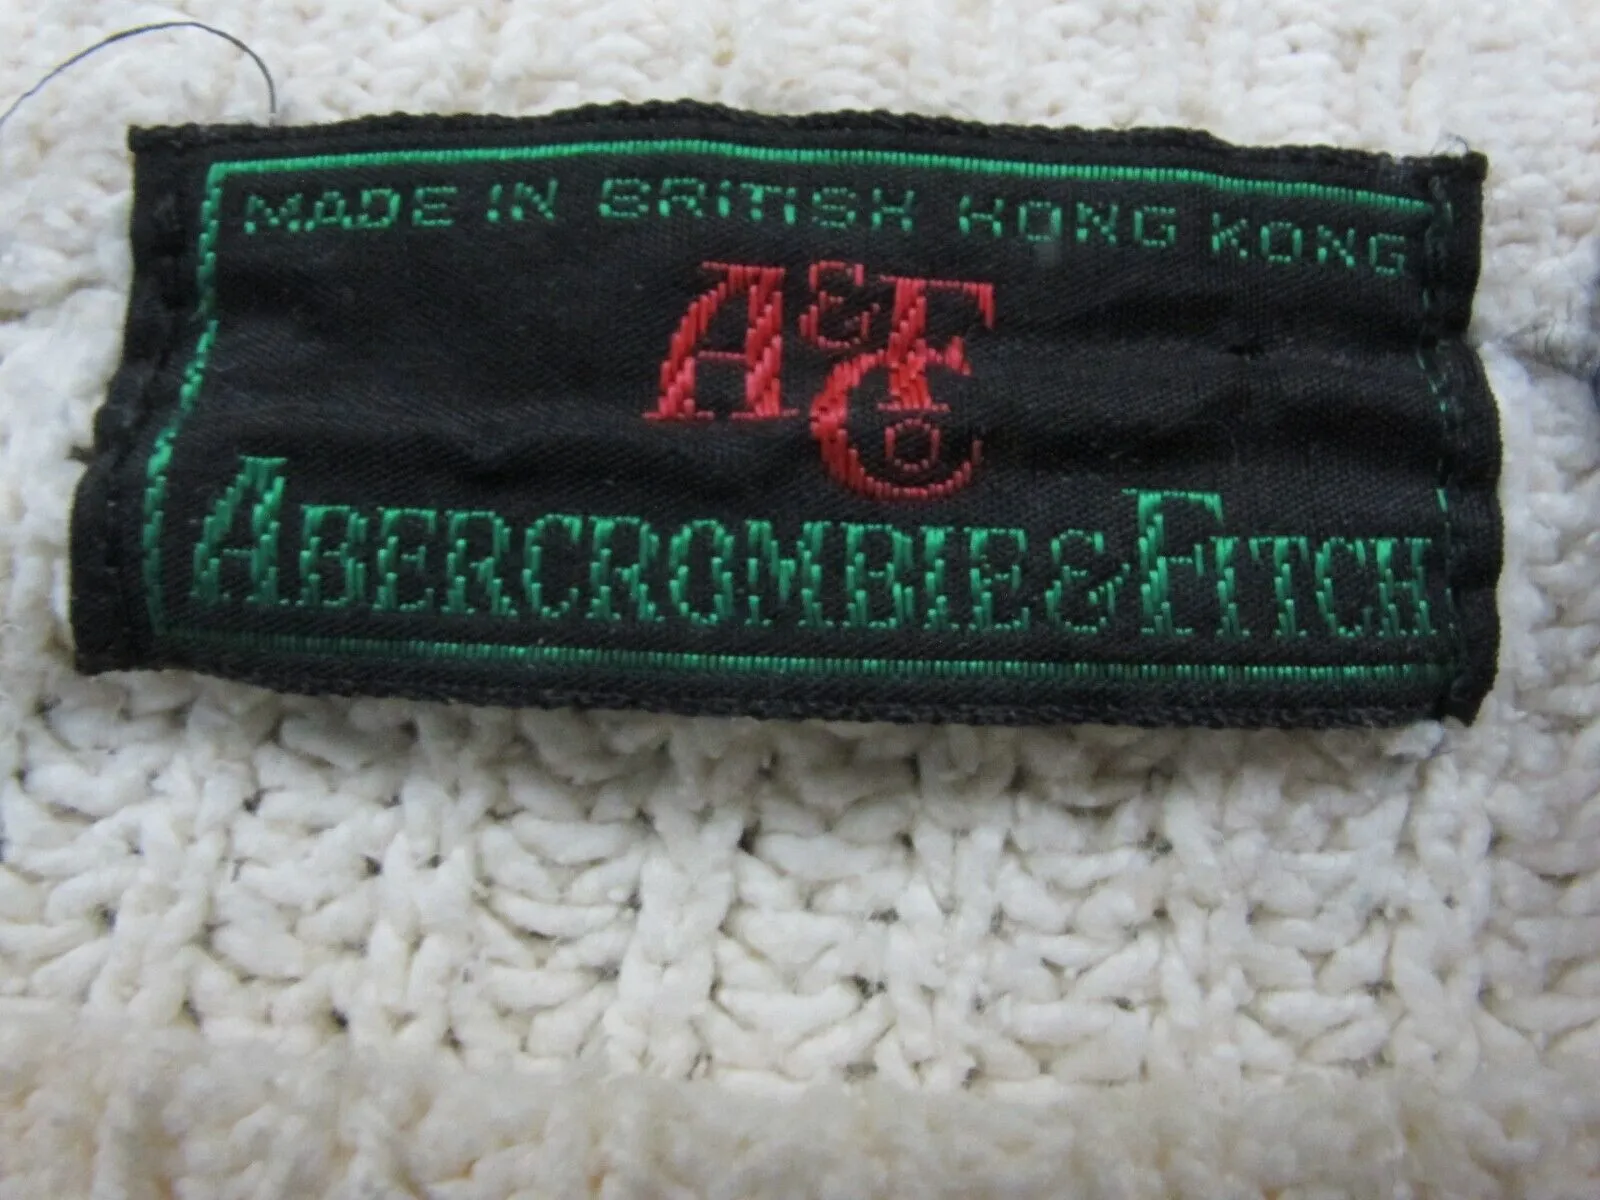 MADE IN BRITISH HONG KONG
A&F
Co
ABERCROMBIE & FITCH